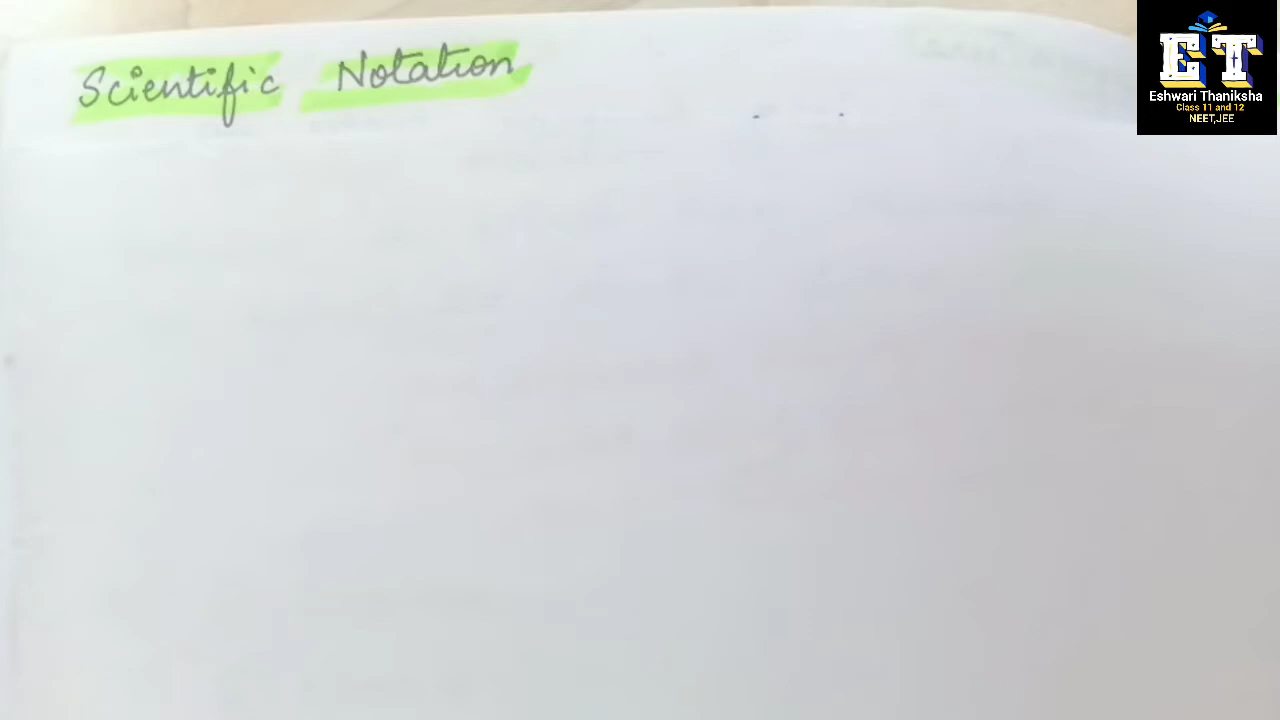 Scientific Notation
ET
Eshwari Thaniksha
Class 11 and 12
NEET,JEE